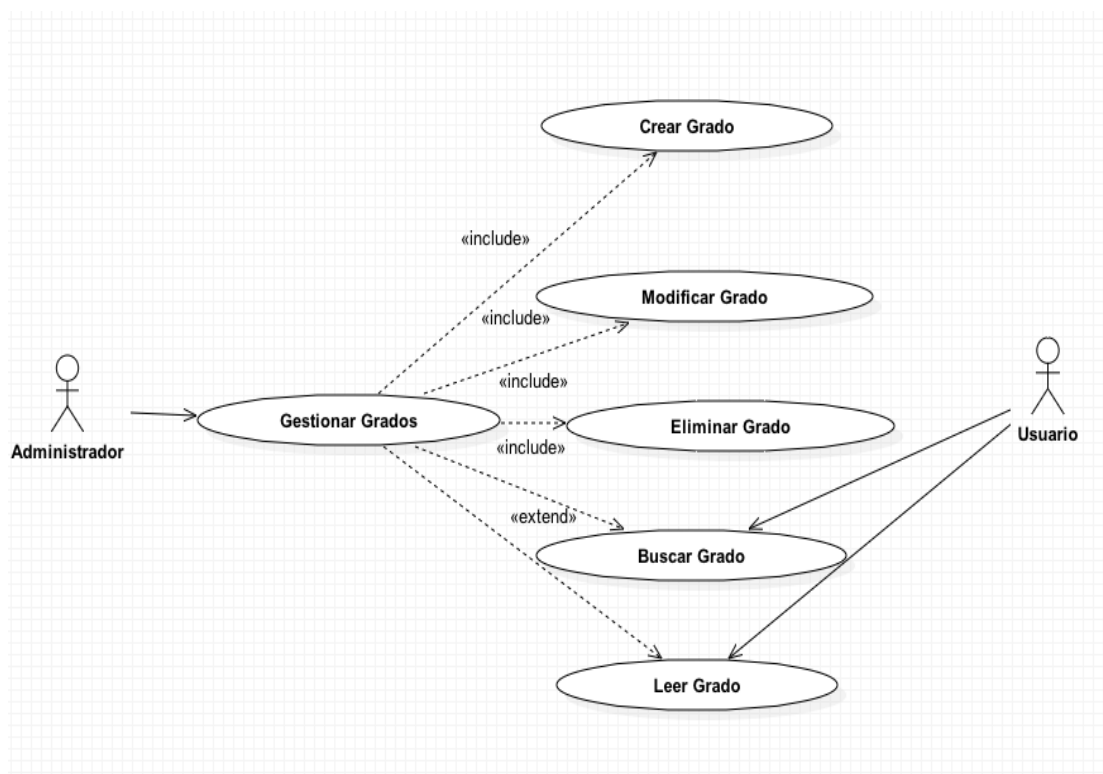 Crear Grado
«include»
Modificar Grado
«include»
«include»
Administrador
Gestionar Grados
Eliminar Grado
Usuario
«include»
«extend»
Buscar Grado
Leer Grado